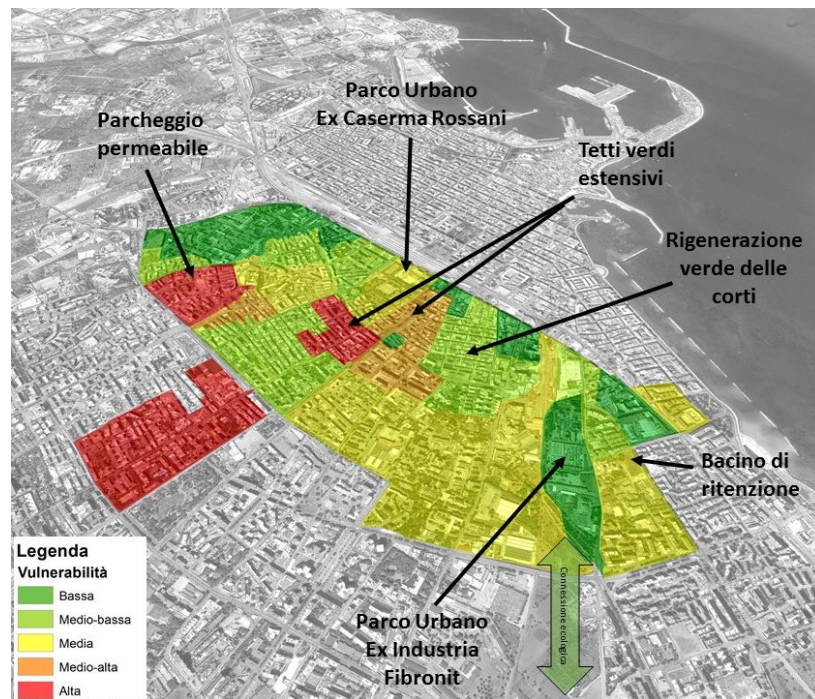 Parco Urbano
Ex Caserma Rossani
Parcheggio
permeabile
Tetti verdi
estensivi
Rigenerazione
verde delle
corti
Bacino di
ritenzione
Parco Urbano
Ex Industria
Fibronit
Connessione ecologica
Legenda
Vulnerabilità
Bassa
Medio-bassa
Media
Medio-alta
Alta